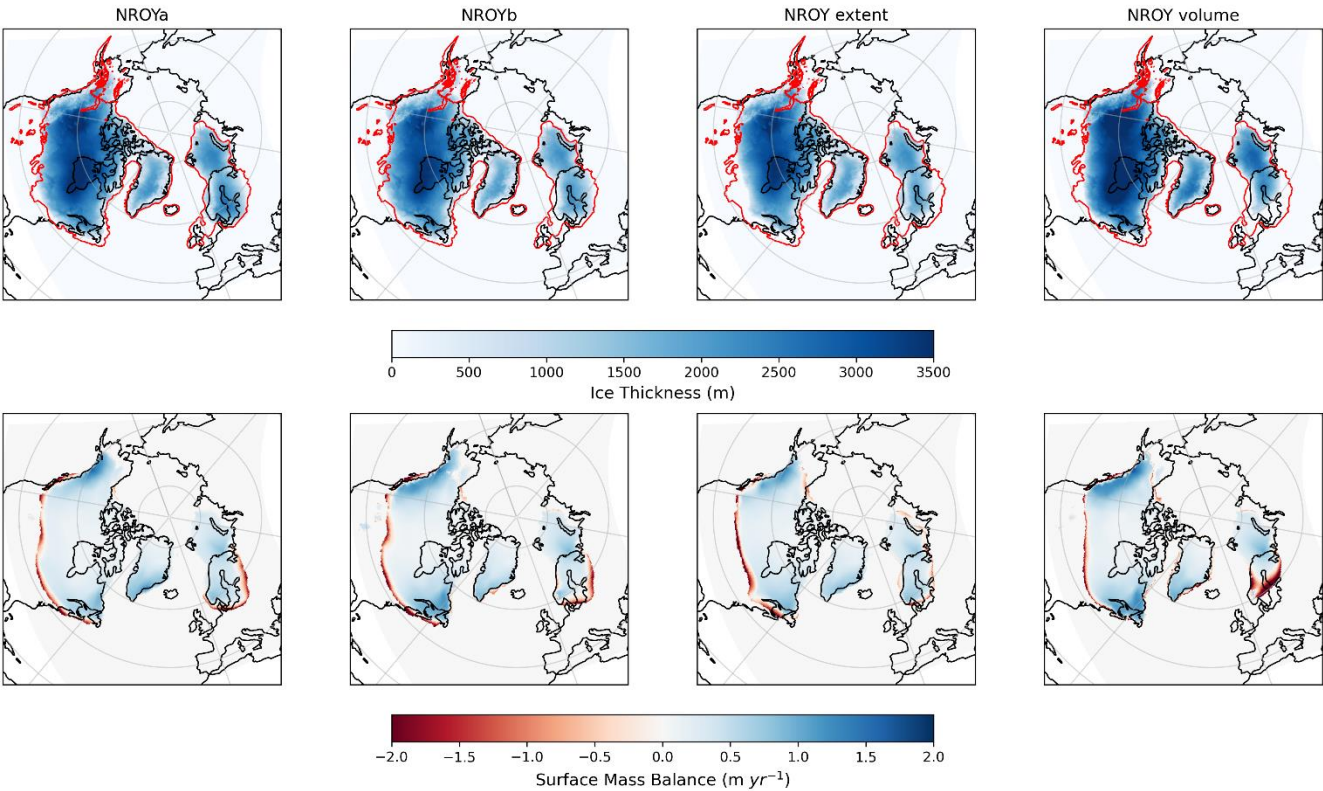 NROYa NROYb NROY extent NROY volume
0 500 1000 1500 2000 2500 3000 3500
Ice Thickness (m)
−2.0 −1.5 −1.0 −0.5 0.0 0.5 1.0 1.5 2.0
Surface Mass Balance (m yr⁻¹)